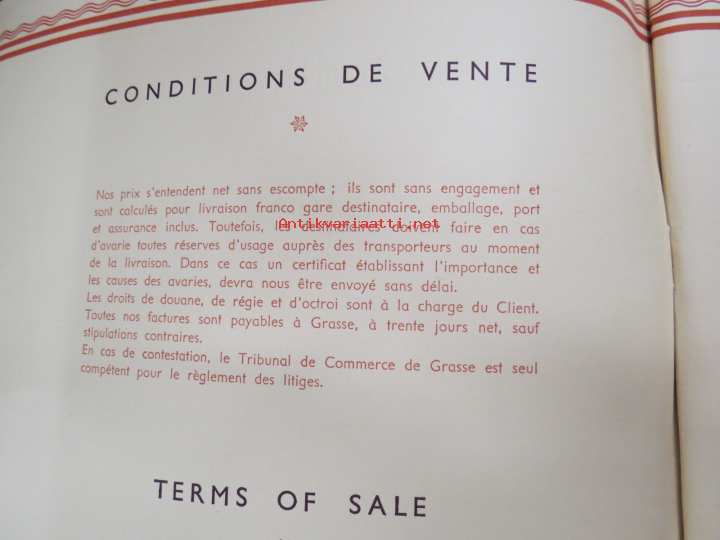 CONDITIONS DE VENTE
Nos prix s'entendent net sans escompte ; ils sont sans engagement et
sont calculés pour livraison franco gare destinataire, emballage, port
Antikvariaatti.net
et assurance inclus. Toutefois, les destinataires doivent faire en cas
d'avarie toutes réserves d'usage auprès des transporteurs au moment
de la livraison. Dans ce cas un certificat établissant l'importance et
les causes des avaries, devra nous être envoyé sans délai.
Les droits de douane, de régie et d'octroi sont à la charge du Client.
Toutes nos factures sont payables à Grasse, à trente jours net, sauf
stipulations contraires.
En cas de contestation, le Tribunal de Commerce de Grasse est seul
compétent pour le règlement des litiges.
TERMS OF SALE